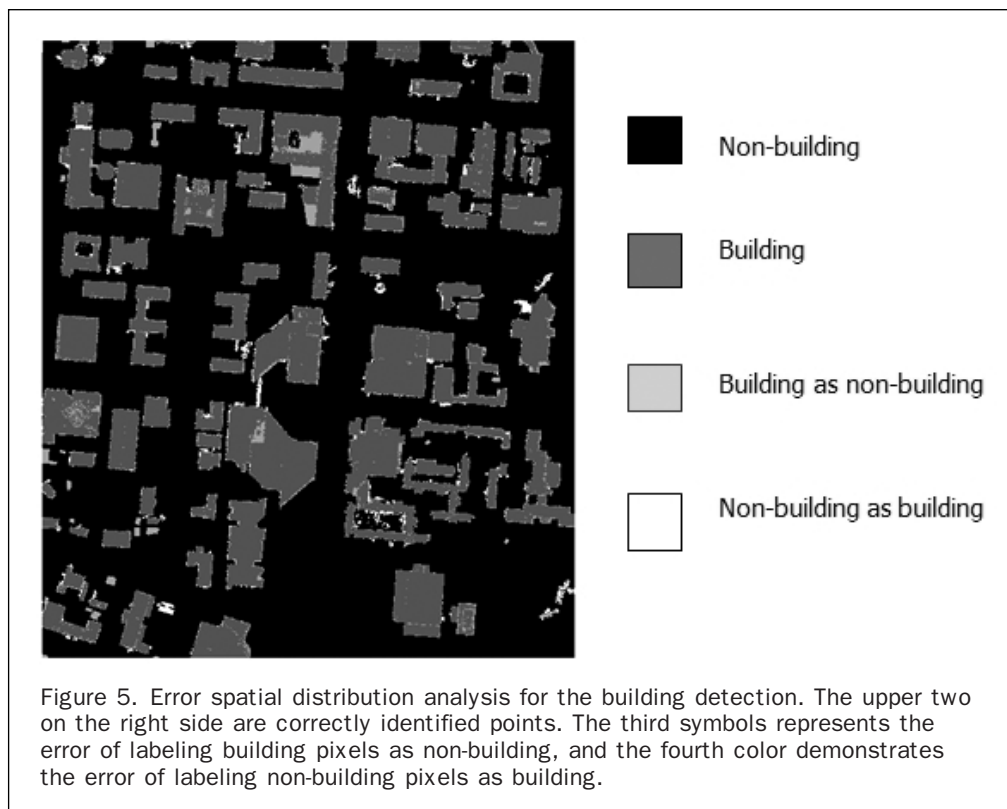 Non-building
Building
Building as non-building
Non-building as building
Figure 5. Error spatial distribution analysis for the building detection. The upper two
on the right side are correctly identified points. The third symbols represents the
error of labeling building pixels as non-building, and the fourth color demonstrates
the error of labeling non-building pixels as building.